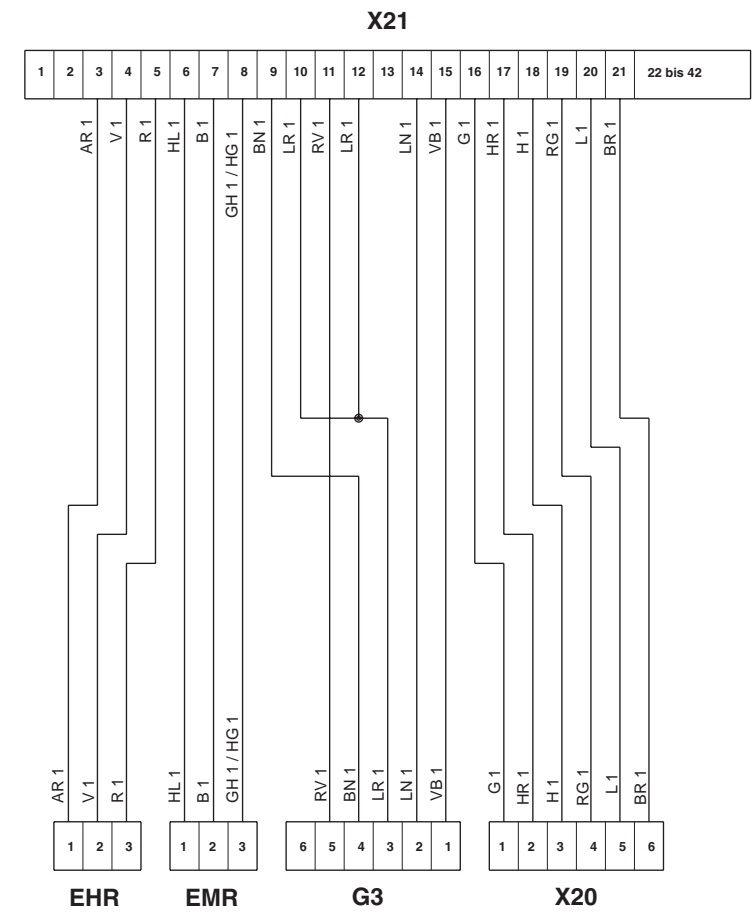 X21
1 2 3 4 5 6 7 8 9 10 11 12 13 14 15 16 17 18 19 20 21 22 bis 42
AR 1 V 1 R 1 HL 1 B 1 GH 1 / HG 1 BN 1 LR 1 RV 1 LR 1 LN 1 VB 1 G 1 HR 1 H 1 RG 1 L 1 BR 1
AR 1 V 1 R 1 HL 1 B 1 GH 1 / HG 1 RV 1 BN 1 LR 1 LN 1 VB 1 G 1 HR 1 H 1 RG 1 L 1 BR 1
1 2 3 1 2 3 6 5 4 3 2 1 1 2 3 4 5 6
EHR EMR G3 X20